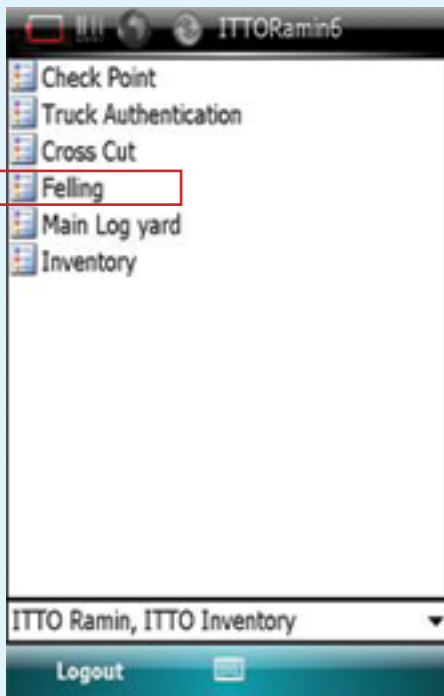 ITTORamin6
Check Point
Truck Authentication
Cross Cut
Felling
Main Log yard
Inventory
ITTO Ramin, ITTO Inventory
Logout